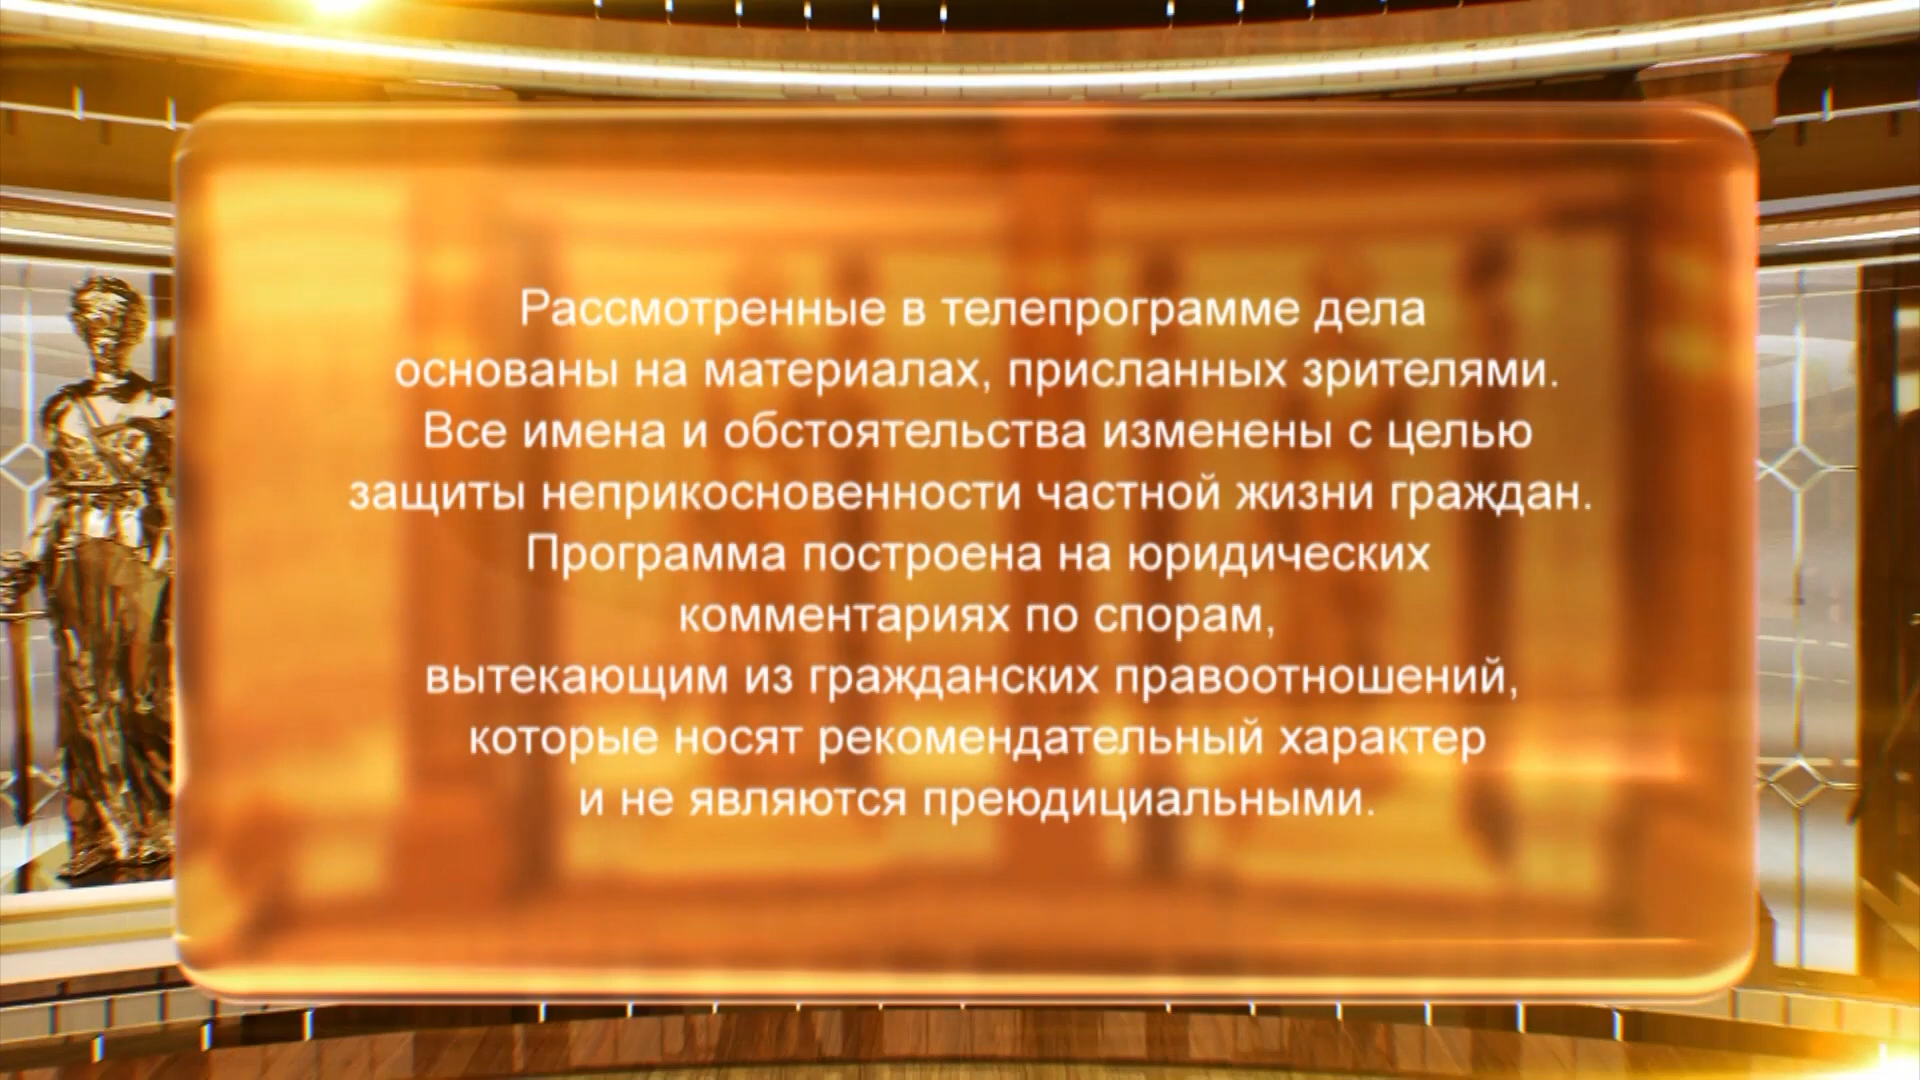 Рассмотренные в телепрограмме дела
основаны на материалах, присланных зрителями.
Все имена и обстоятельства изменены с целью
защиты неприкосновенности частной жизни граждан.
Программа построена на юридических
комментариях по спорам,
вытекающим из гражданских правоотношений,
которые носят рекомендательный характер
и не являются преюдициальными.